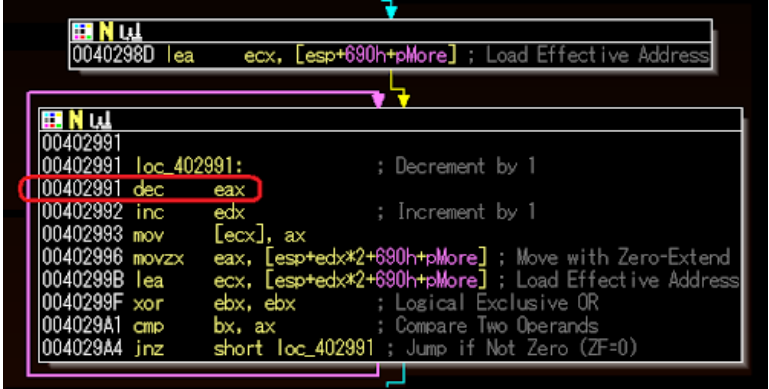 0040298D lea ecx, [esp+690h+pMore] ; Load Effective Address
00402991
00402991 loc_402991: ; Decrement by 1
00402991 dec eax
00402992 inc edx ; Increment by 1
00402993 mov [ecx], ax
00402996 movzx eax, [esp+edx*2+690h+pMore] ; Move with Zero-Extend
0040299B lea ecx, [esp+edx*2+690h+pMore] ; Load Effective Address
0040299F xor ebx, ebx ; Logical Exclusive OR
004029A1 cmp bx, ax ; Compare Two Operands
004029A4 jnz short loc_402991 ; Jump if Not Zero (ZF=0)